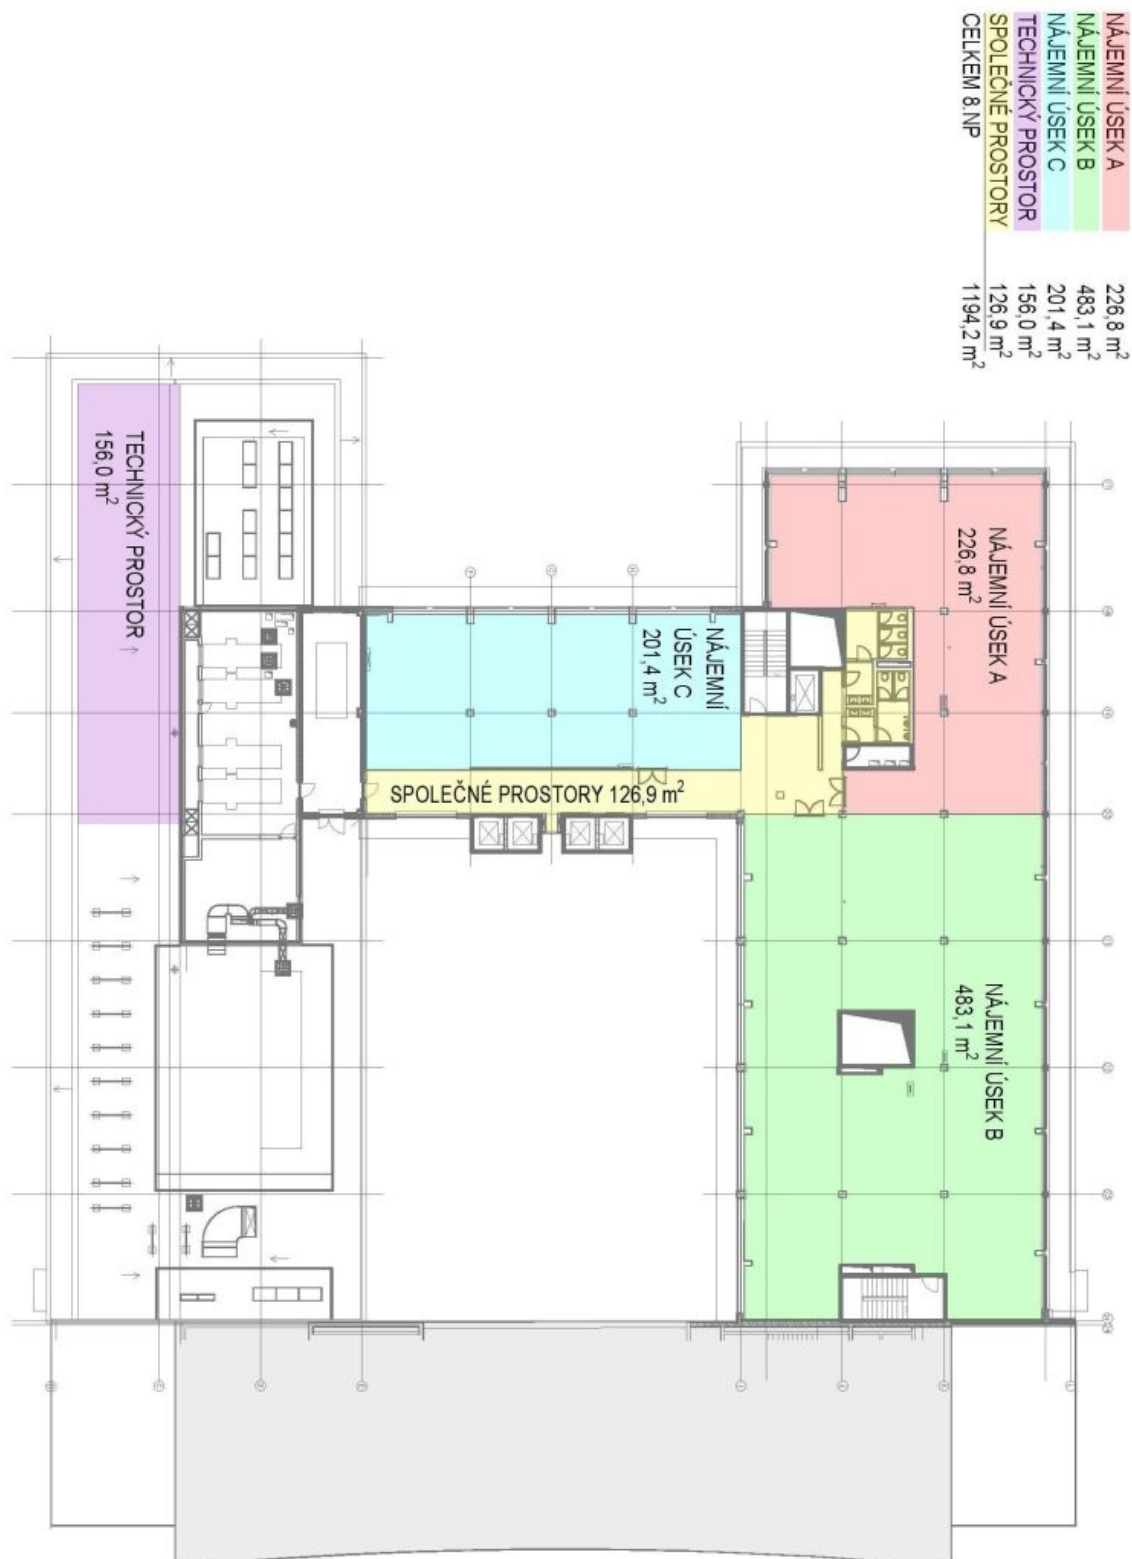 NÁJEMNÍ ÚSEK A 226,8 m²
NÁJEMNÍ ÚSEK B 483,1 m²
NÁJEMNÍ ÚSEK C 201,4 m²
TECHNICKÝ PROSTOR 156,0 m²
SPOLEČNÉ PROSTORY 126,9 m²
CELKEM 8.NP 1194,2 m²
NÁJEMNÍ ÚSEK A
226,8 m²
TECHNICKÝ PROSTOR
156,0 m²
NÁJEMNÍ
ÚSEK C
201,4 m²
SPOLEČNÉ PROSTORY 126,9 m²
NÁJEMNÍ ÚSEK B
483,1 m²